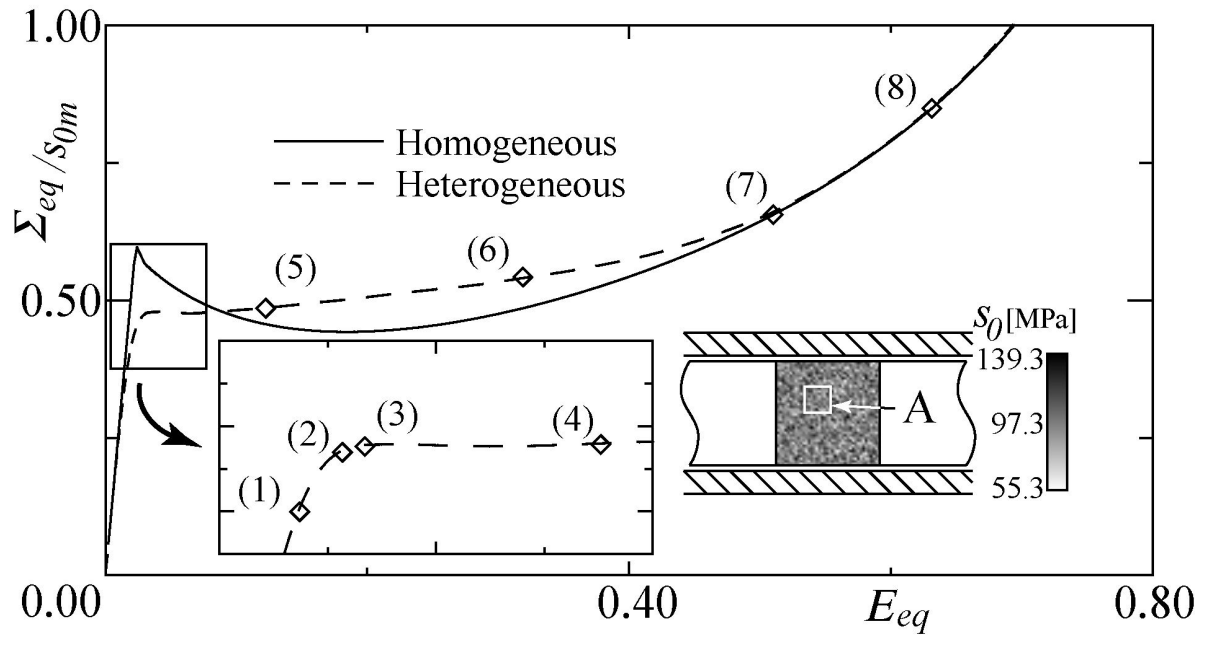 1.00
(8)
Homogeneous
Heterogeneous
(7)
Σeq/s0m
(6)
(5)
0.50
s0[MPa]
139.3
(2)
(3)
(4)
A
97.3
(1)
55.3
0.00
0.40
Eeq
0.80